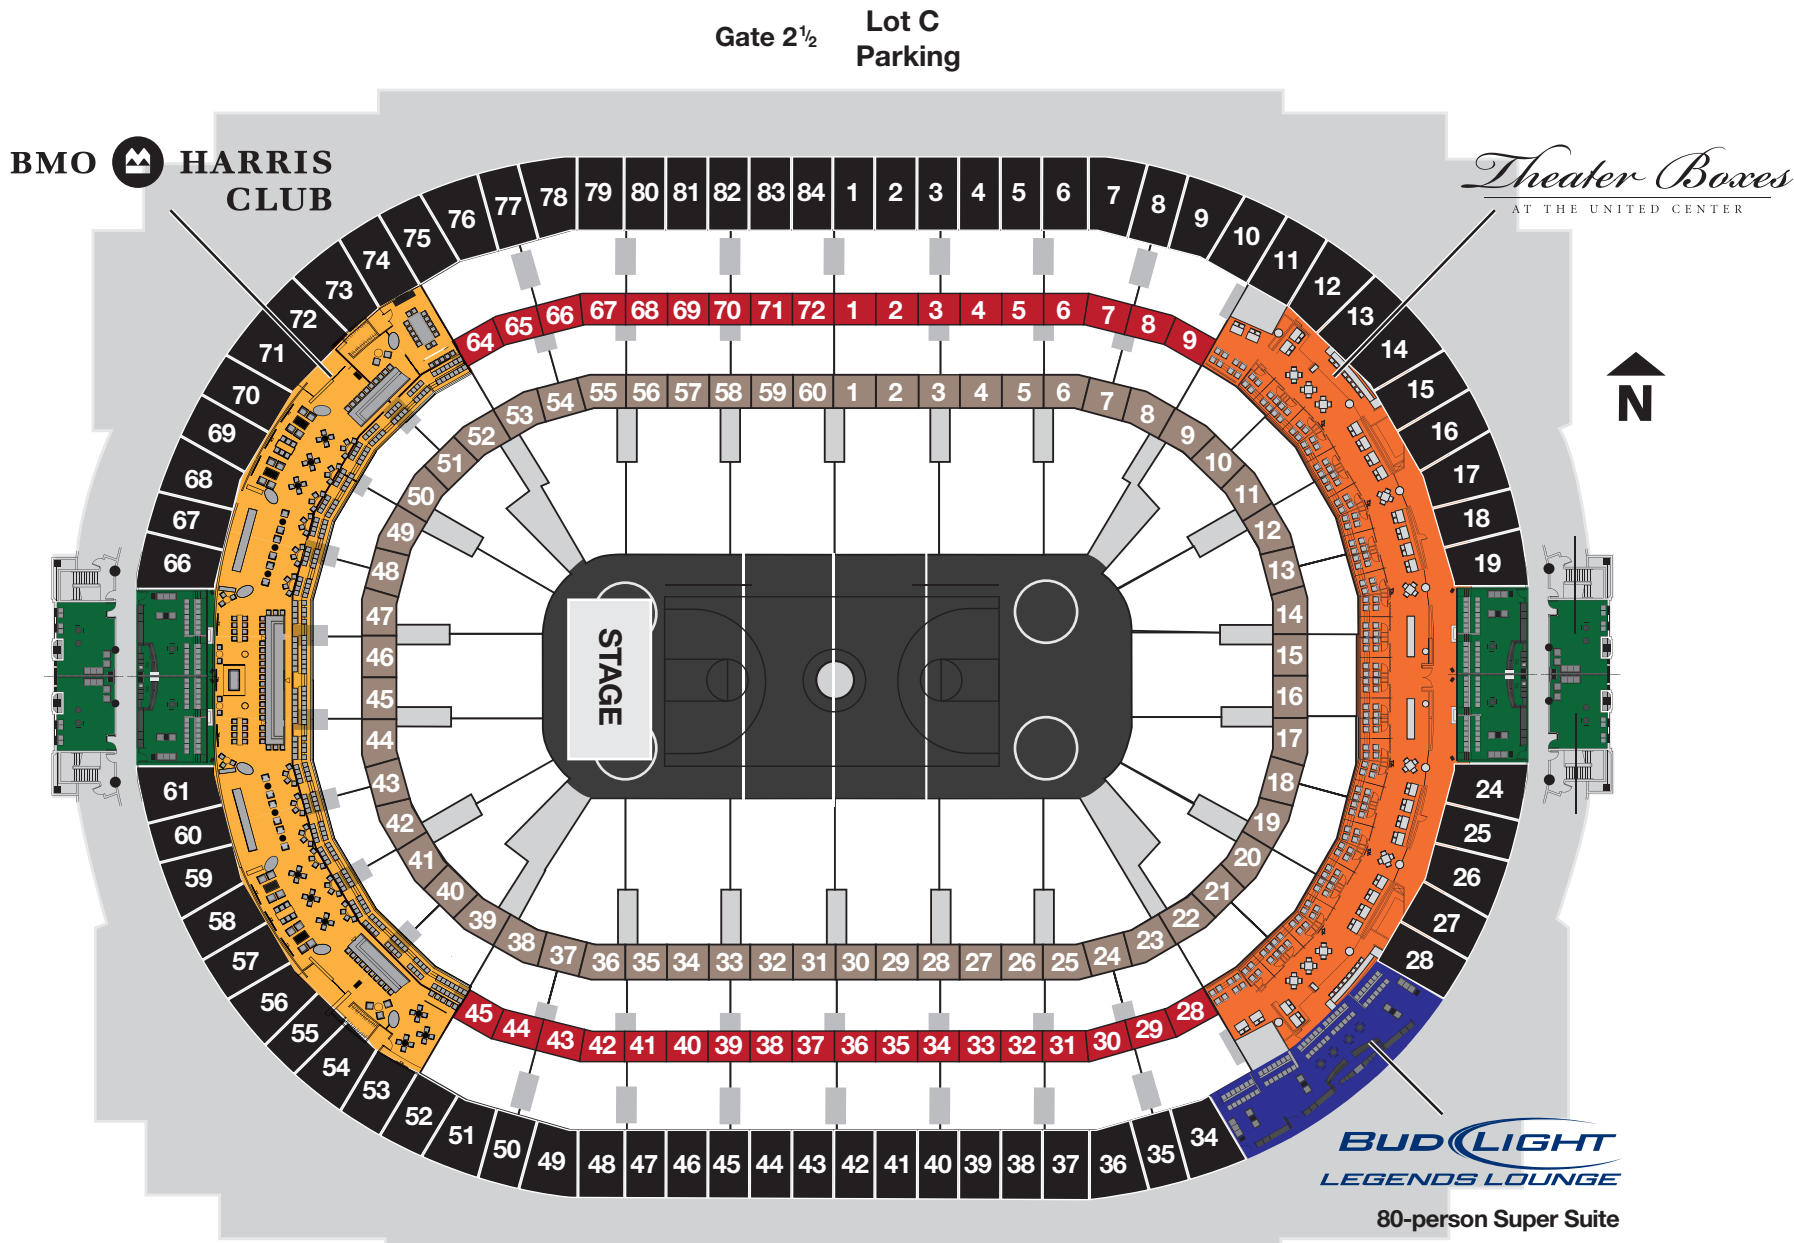 Gate 2½
Lot C
Parking
BMO HARRIS
CLUB
Theater Boxes
AT THE UNITED CENTER
N
79 80 81 82 83 84 1 2 3 4 5 6 7 8 9 10 11 12 13 14 15 16 17 18 19
24 25 26 27 28
34 35 36 37 38 39 40 41 42 43 44 45 46 47 48 49 50 51 52 53 54 55 56 57 58 59 60 61
66 67 68 69 70 71 72 73 74 75 76 77 78
64 65 66 67 68 69 70 71 72 1 2 3 4 5 6 7 8 9
55 56 57 58 59 60 1 2 3 4 5 6 7 8 9 10 11 12 13 14 15 16 17 18 19 20 21 22 23 24 25 26 27 28 29 30 31 32 33 34 35 36 37 38 39 40 41 42 43 44 45 46 47 48 49 50 51 52 53 54
STAGE
45 44 43 42 41 40 39 38 37 36 35 34 33 32 31 30 29 28
BUD LIGHT
LEGENDS LOUNGE
80-person Super Suite